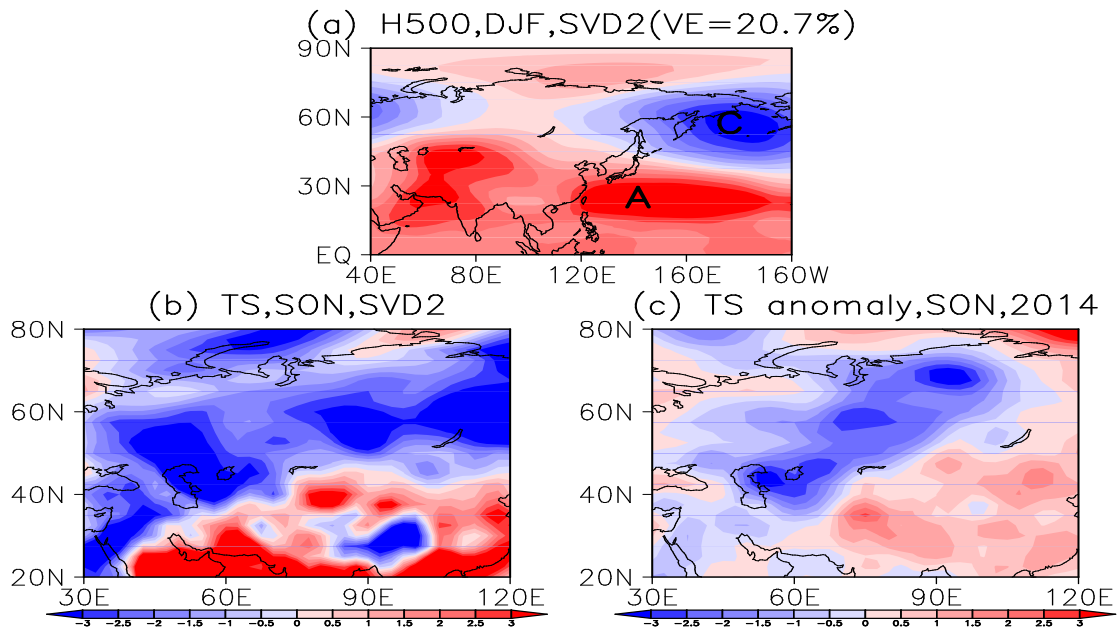 (a) H500,DJF,SVD2(VE=20.7%)
90N
60N
30N
EQ
C
A
40E 80E 120E 160E 160W
(b) TS,SON,SVD2
80N
60N
40N
20N
30E 60E 90E 120E
-3 -2.5 -2 -1.5 -1 -0.5 0 0.5 1 1.5 2 2.5 3
(c) TS anomaly,SON,2014
80N
60N
40N
20N
30E 60E 90E 120E
-3 -2.5 -2 -1.5 -1 -0.5 0 0.5 1 1.5 2 2.5 3